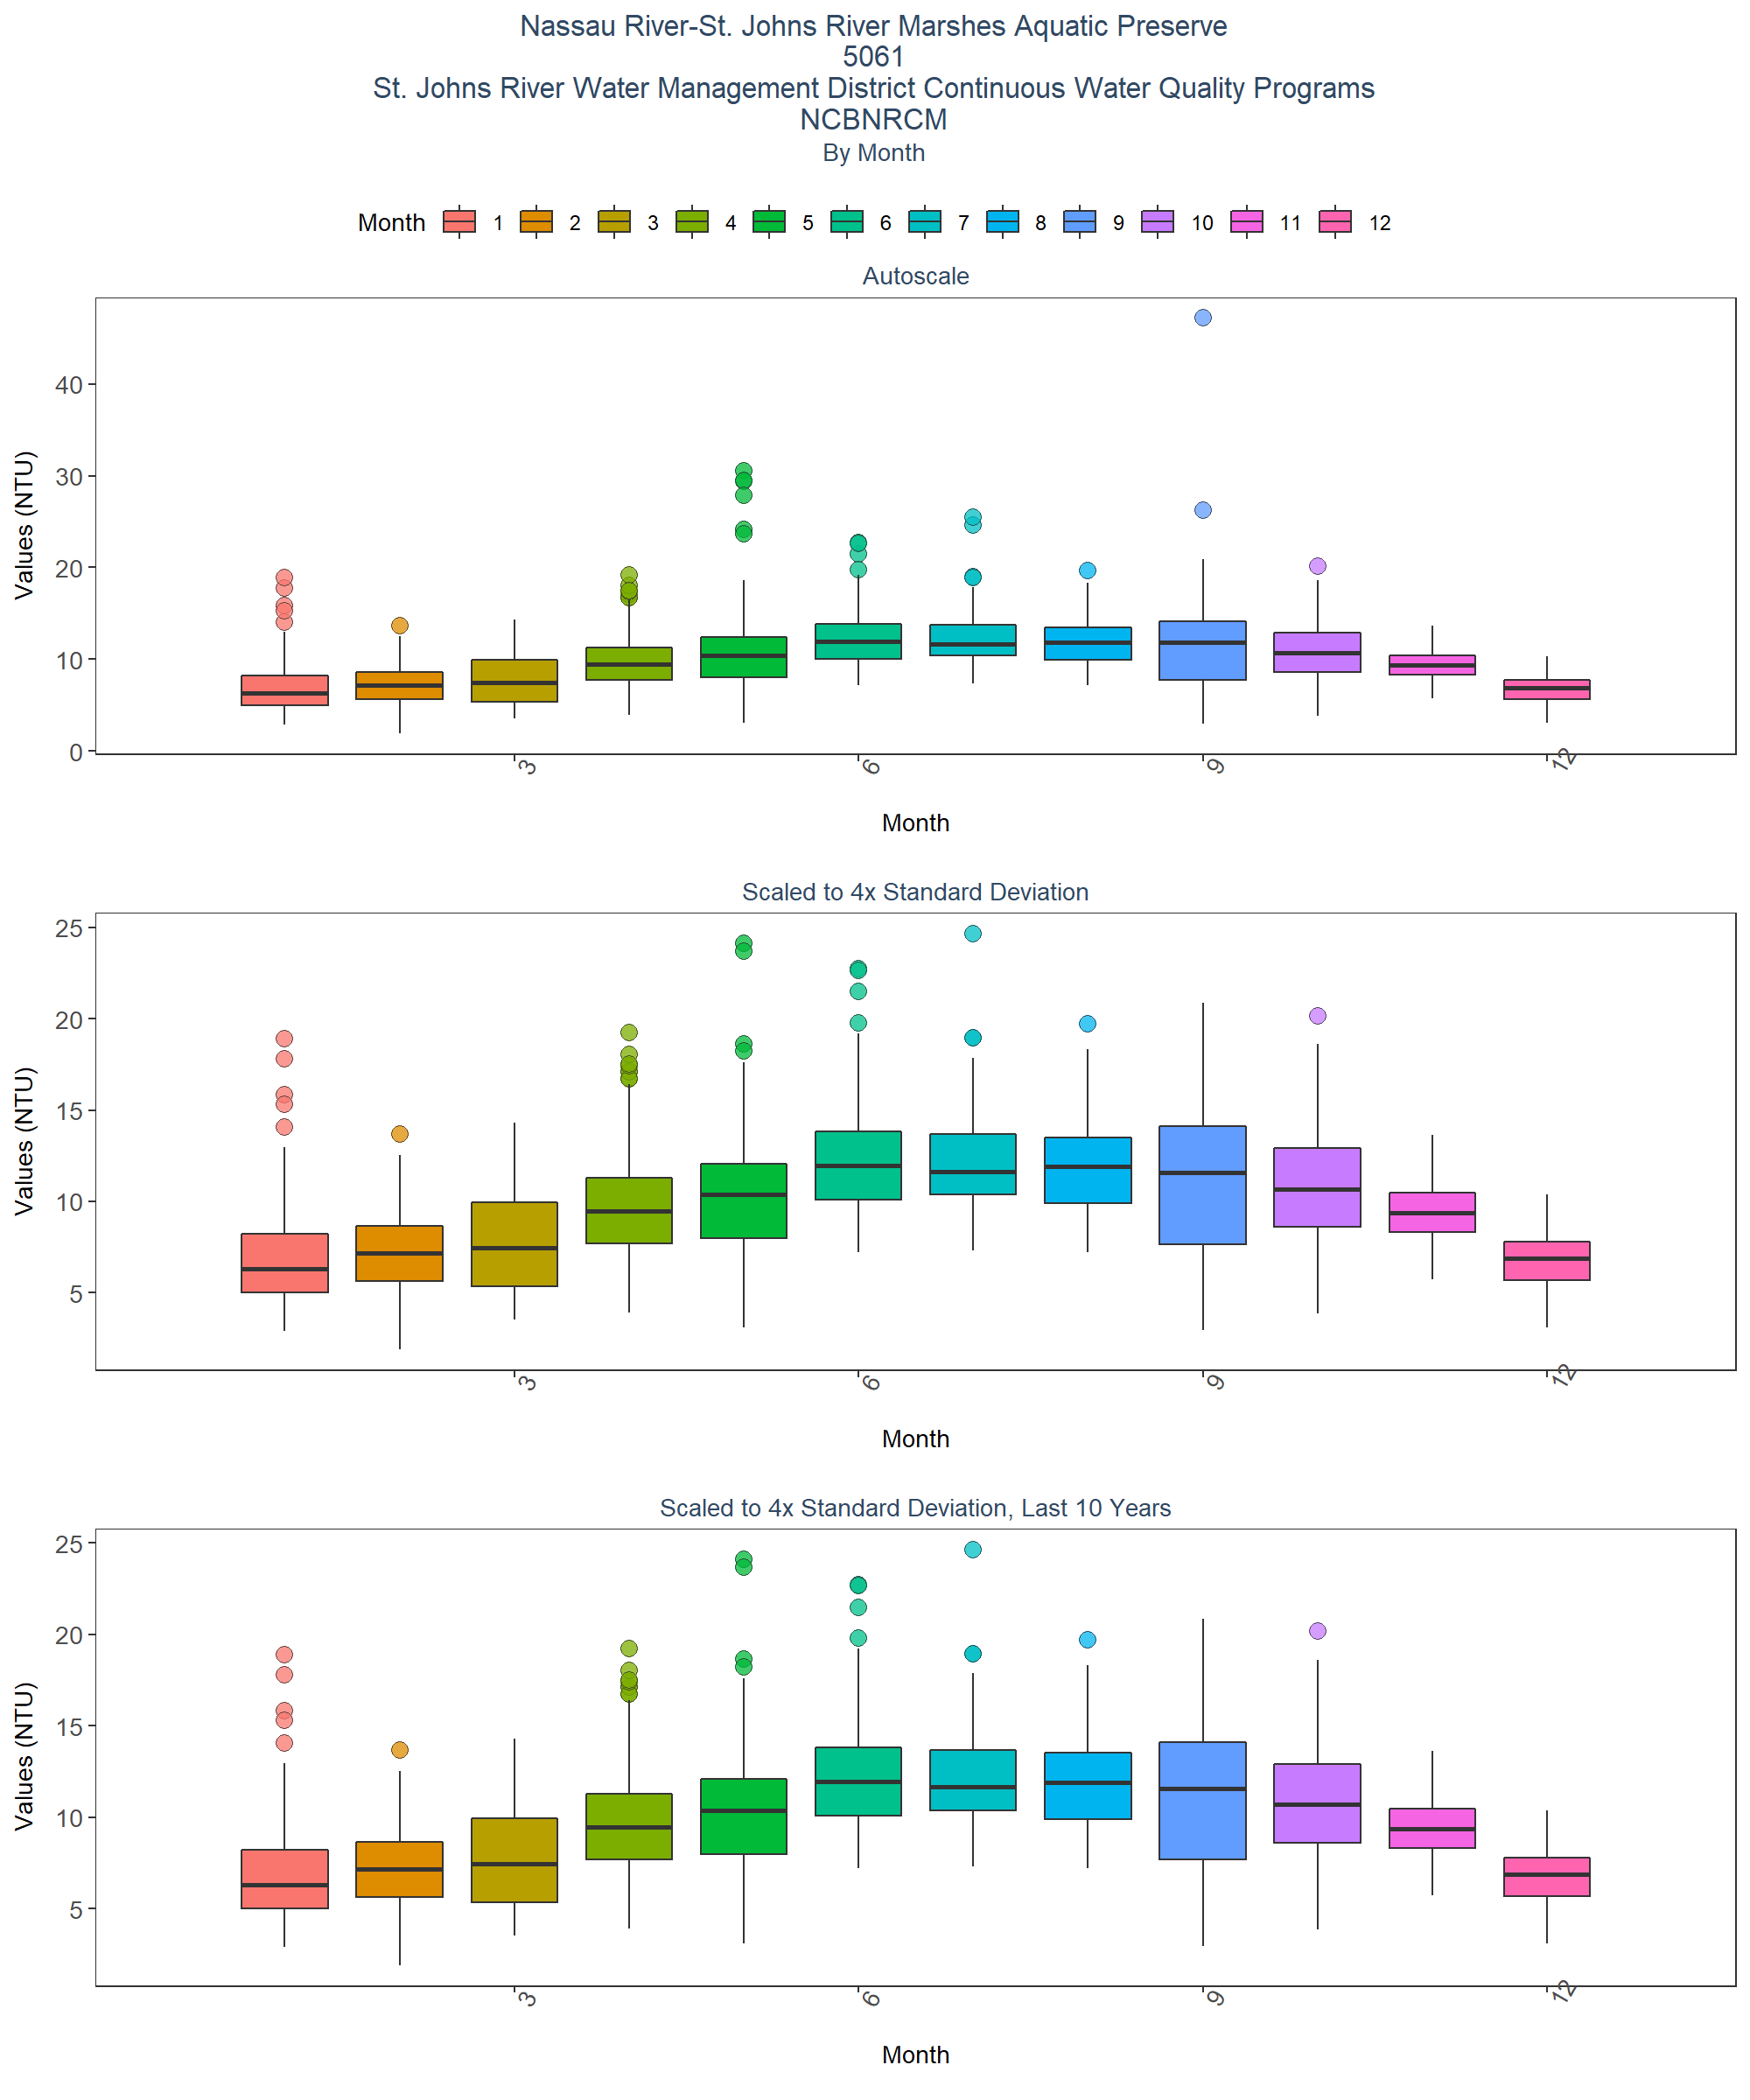 Nassau River-St. Johns River Marshes Aquatic Preserve
5061
St. Johns River Water Management District Continuous Water Quality Programs
NCBNRCM
By Month
Month 1 2 3 4 5 6 7 8 9 10 11 12
Autoscale
Values (NTU)
40
30
20
10
0
3 6 9 12
Month
Scaled to 4x Standard Deviation
Values (NTU)
25
20
15
10
5
3 6 9 12
Month
Scaled to 4x Standard Deviation, Last 10 Years
Values (NTU)
25
20
15
10
5
3 6 9 12
Month